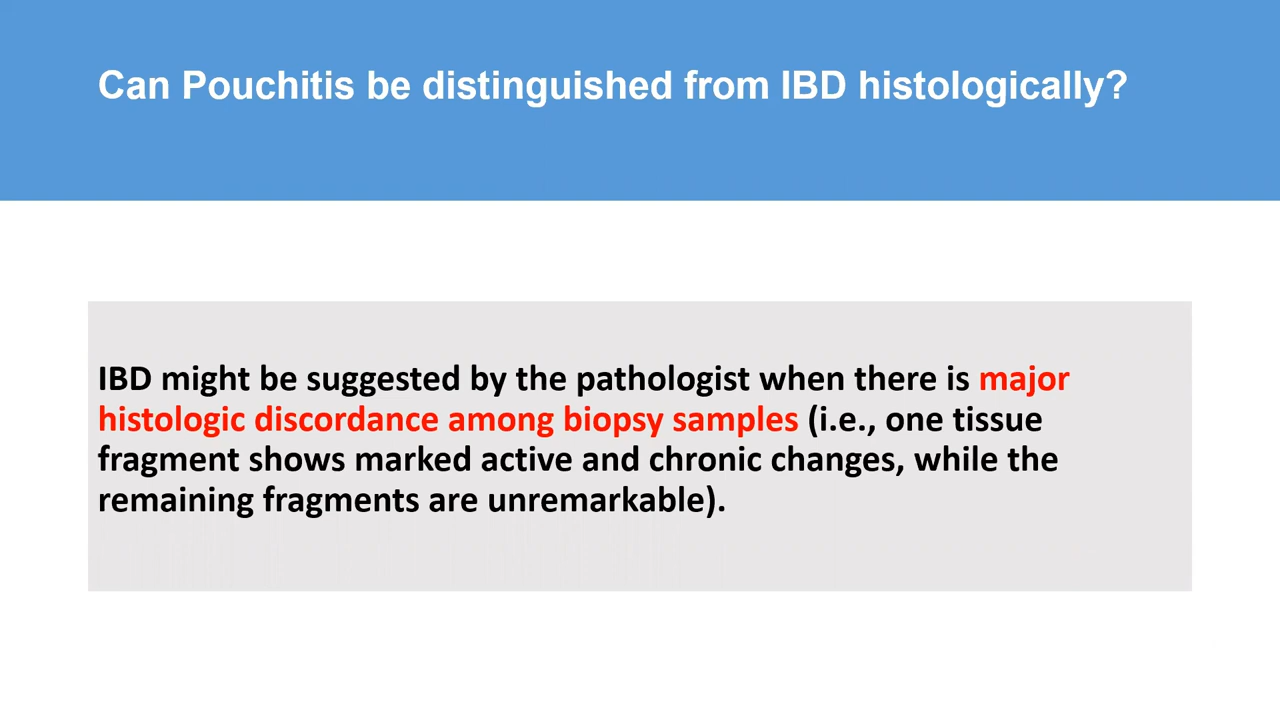 Can Pouchitis be distinguished from IBD histologically?
IBD might be suggested by the pathologist when there is major
histologic discordance among biopsy samples (i.e., one tissue
fragment shows marked active and chronic changes, while the
remaining fragments are unremarkable).